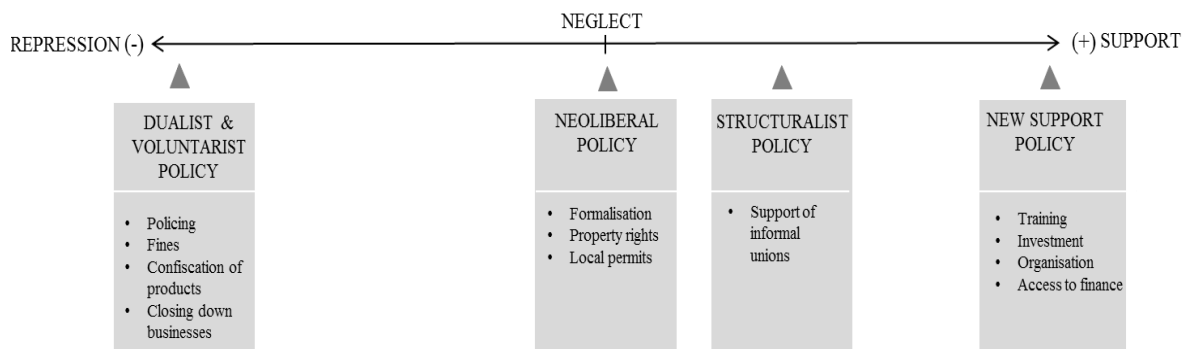 NEGLECT
REPRESSION (-)
(+) SUPPORT
DUALIST &
VOLUNTARIST
POLICY
• Policing
• Fines
• Confiscation of
products
• Closing down
businesses
NEOLIBERAL
POLICY
• Formalisation
• Property rights
• Local permits
STRUCTURALIST
POLICY
• Support of
informal
unions
NEW SUPPORT
POLICY
• Training
• Investment
• Organisation
• Access to finance